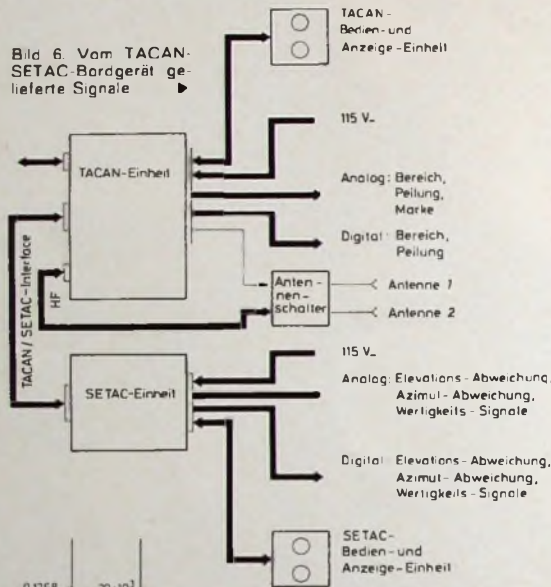 Bild 6. Vom TACAN-
SETAC-Bordgerät ge-
lieferte Signale ▶
TACAN-
Bedien- und
Anzeige-Einheit
115 V~
TACAN-Einheit
Analog: Bereich,
Peilung,
Marke
Digital: Bereich,
Peilung
Anten-
nen-
schalter
Antenne 1
Antenne 2
HF
TACAN/SETAC-Interface
115 V~
SETAC-Einheit
Analog: Elevations-Abweichung,
Azimut-Abweichung,
Wertigkeits-Signale
Digital: Elevations-Abweichung,
Azimut-Abweichung,
Wertigkeits-Signale
SETAC-
Bedien- und
Anzeige-Einheit